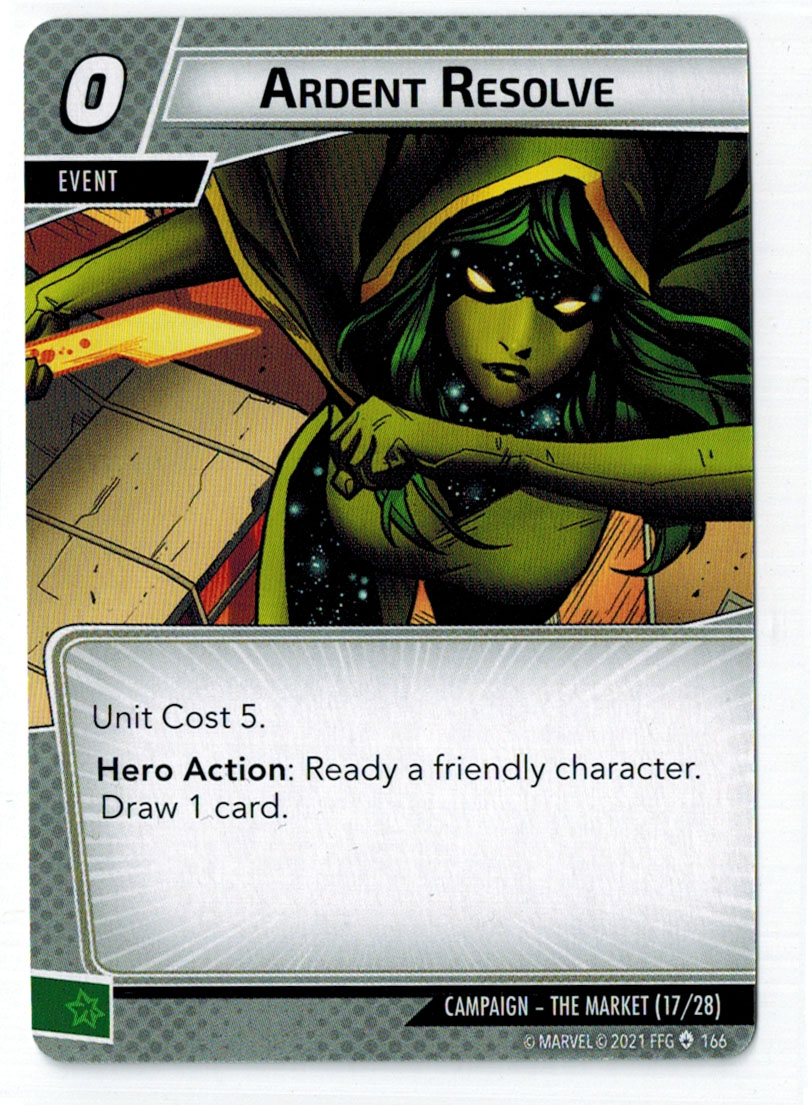 0
ARDENT RESOLVE
EVENT
Unit Cost 5.
Hero Action: Ready a friendly character.
Draw 1 card.
CAMPAIGN – THE MARKET (17/28)
© MARVEL © 2021 FFG 166